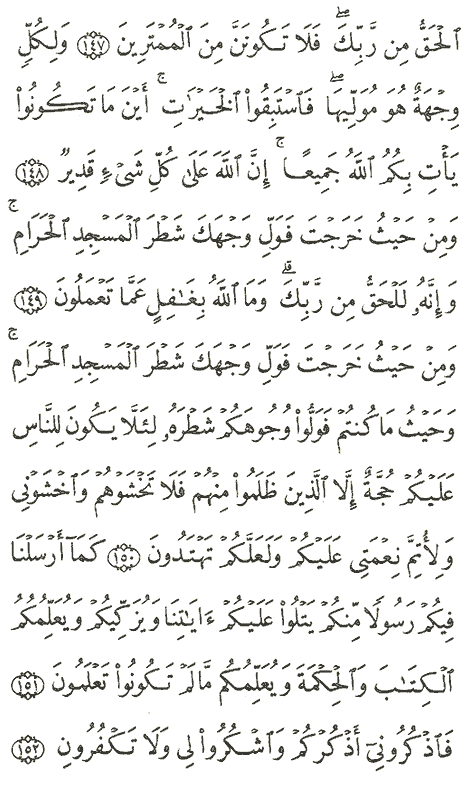 ٱلۡحَقُّ مِن رَّبِّكَۖ فَلَا تَكُونَنَّ مِنَ ٱلۡمُمۡتَرِينَ ١٤٧ وَلِكُلّٖ
وِجۡهَةٌ هُوَ مُوَلِّيهَاۖ فَٱسۡتَبِقُواْ ٱلۡخَيۡرَٰتِۚ أَيۡنَ مَا تَكُونُواْ
يَأۡتِ بِكُمُ ٱللَّهُ جَمِيعًاۚ إِنَّ ٱللَّهَ عَلَىٰ كُلِّ شَيۡءٖ قَدِيرٞ ١٤٨
وَمِنۡ حَيۡثُ خَرَجۡتَ فَوَلِّ وَجۡهَكَ شَطۡرَ ٱلۡمَسۡجِدِ ٱلۡحَرَامِۚ
وَإِنَّهُۥ لَلۡحَقُّ مِن رَّبِّكَۗ وَمَا ٱللَّهُ بِغَٰفِلٍ عَمَّا تَعۡمَلُونَ ١٤٩
وَمِنۡ حَيۡثُ خَرَجۡتَ فَوَلِّ وَجۡهَكَ شَطۡرَ ٱلۡمَسۡجِدِ ٱلۡحَرَامِۚ
وَحَيۡثُ مَا كُنتُمۡ فَوَلُّواْ وُجُوهَكُمۡ شَطۡرَهُۥ لِئَلَّا يَكُونَ لِلنَّاسِ
عَلَيۡكُمۡ حُجَّةٌ إِلَّا ٱلَّذِينَ ظَلَمُواْ مِنۡهُمۡ فَلَا تَخۡشَوۡهُمۡ وَٱخۡشَوۡنِي
وَلِأُتِمَّ نِعۡمَتِي عَلَيۡكُمۡ وَلَعَلَّكُمۡ تَهۡتَدُونَ ١٥٠ كَمَآ أَرۡسَلۡنَا
فِيكُمۡ رَسُولٗا مِّنكُمۡ يَتۡلُواْ عَلَيۡكُمۡ ءَايَٰتِنَا وَيُزَكِّيكُمۡ وَيُعَلِّمُكُمُ
ٱلۡكِتَٰبَ وَٱلۡحِكۡمَةَ وَيُعَلِّمُكُم مَّا لَمۡ تَكُونُواْ تَعۡلَمُونَ ١٥١
فَٱذۡكُرُونِيٓ أَذۡكُرۡكُمۡ وَٱشۡكُرُواْ لِي وَلَا تَكۡفُرُونِ ١٥٢